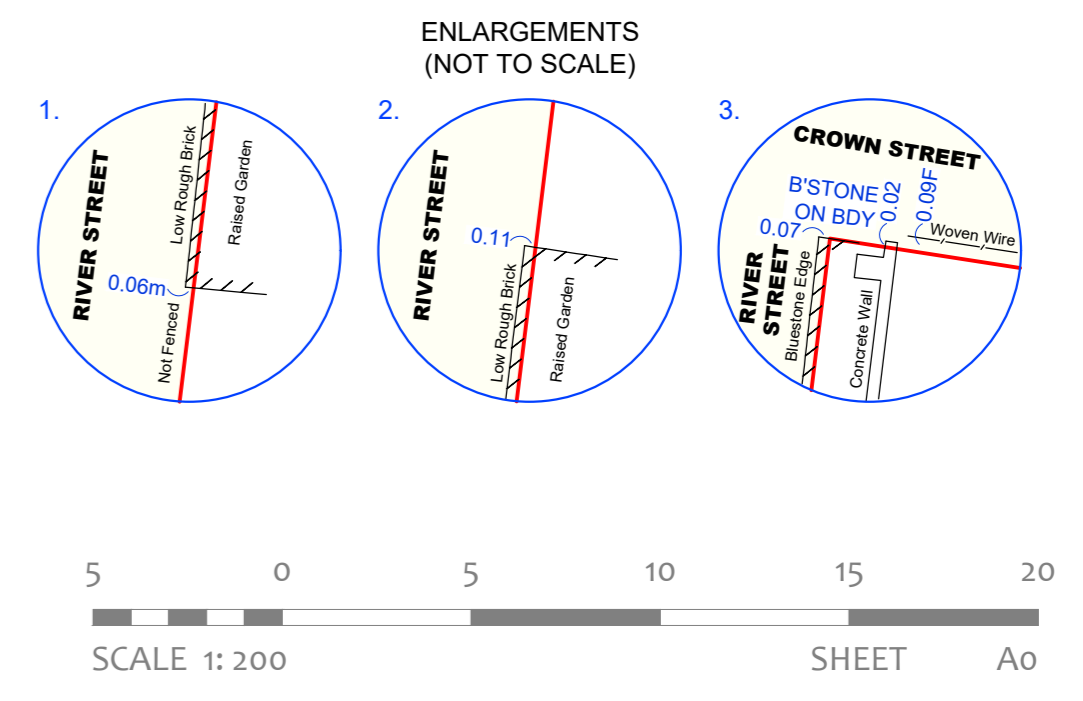 ENLARGEMENTS
(NOT TO SCALE)
1.
RIVER STREET
Low Rough Brick
Raised Garden
0.06m
Not Fenced
2.
RIVER STREET
0.11
Low Rough Brick
Raised Garden
3.
CROWN STREET
B'STONE
ON BDY
0.02
0.09F
0.07
Woven Wire
RIVER
STREET
Bluestone Edge
Concrete Wall
5 0 5 10 15 20
SCALE 1: 200
SHEET A0